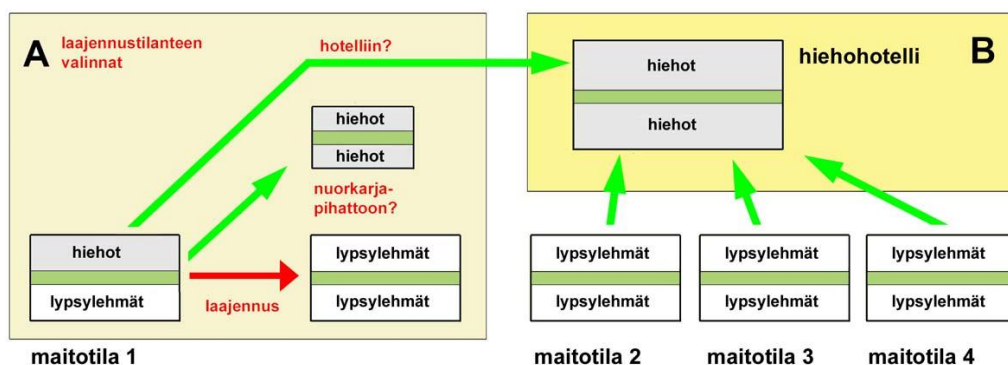 A
laajennustilanteen
valinnat
hotelliin?
hiehot
hiehot
nuorkarja-
pihattoon?
hiehot
lypsylehmät
laajennus
lypsylehmät
lypsylehmät
maitotila 1
B
hiehohotelli
hiehot
hiehot
lypsylehmät
lypsylehmät
maitotila 2
lypsylehmät
lypsylehmät
maitotila 3
lypsylehmät
lypsylehmät
maitotila 4